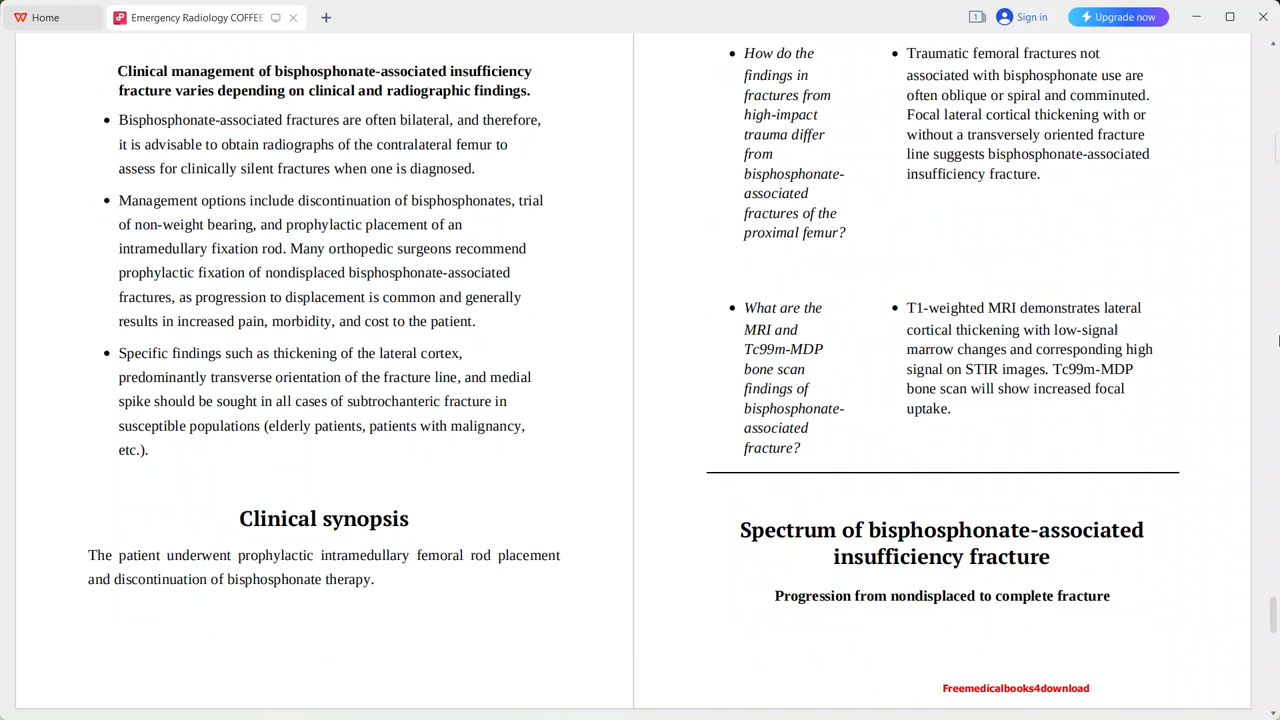 Home
Emergency Radiology COFFEE
Sign in
Upgrade now
Clinical management of bisphosphonate-associated insufficiency
fracture varies depending on clinical and radiographic findings.
• Bisphosphonate-associated fractures are often bilateral, and therefore,
it is advisable to obtain radiographs of the contralateral femur to
assess for clinically silent fractures when one is diagnosed.
• Management options include discontinuation of bisphosphonates, trial
of non-weight bearing, and prophylactic placement of an
intramedullary fixation rod. Many orthopedic surgeons recommend
prophylactic fixation of nondisplaced bisphosphonate-associated
fractures, as progression to displacement is common and generally
results in increased pain, morbidity, and cost to the patient.
• Specific findings such as thickening of the lateral cortex,
predominantly transverse orientation of the fracture line, and medial
spike should be sought in all cases of subtrochanteric fracture in
susceptible populations (elderly patients, patients with malignancy,
etc.).
Clinical synopsis
The patient underwent prophylactic intramedullary femoral rod placement
and discontinuation of bisphosphonate therapy.
• How do the
findings in
fractures from
high-impact
trauma differ
from
bisphosphonate-
associated
fractures of the
proximal femur?
• Traumatic femoral fractures not
associated with bisphosphonate use are
often oblique or spiral and comminuted.
Focal lateral cortical thickening with or
without a transversely oriented fracture
line suggests bisphosphonate-associated
insufficiency fracture.
• What are the
MRI and
Tc99m-MDP
bone scan
findings of
bisphosphonate-
associated
fracture?
• T1-weighted MRI demonstrates lateral
cortical thickening with low-signal
marrow changes and corresponding high
signal on STIR images. Tc99m-MDP
bone scan will show increased focal
uptake.
Spectrum of bisphosphonate-associated
insufficiency fracture
Progression from nondisplaced to complete fracture
Freemedicalbooks4download